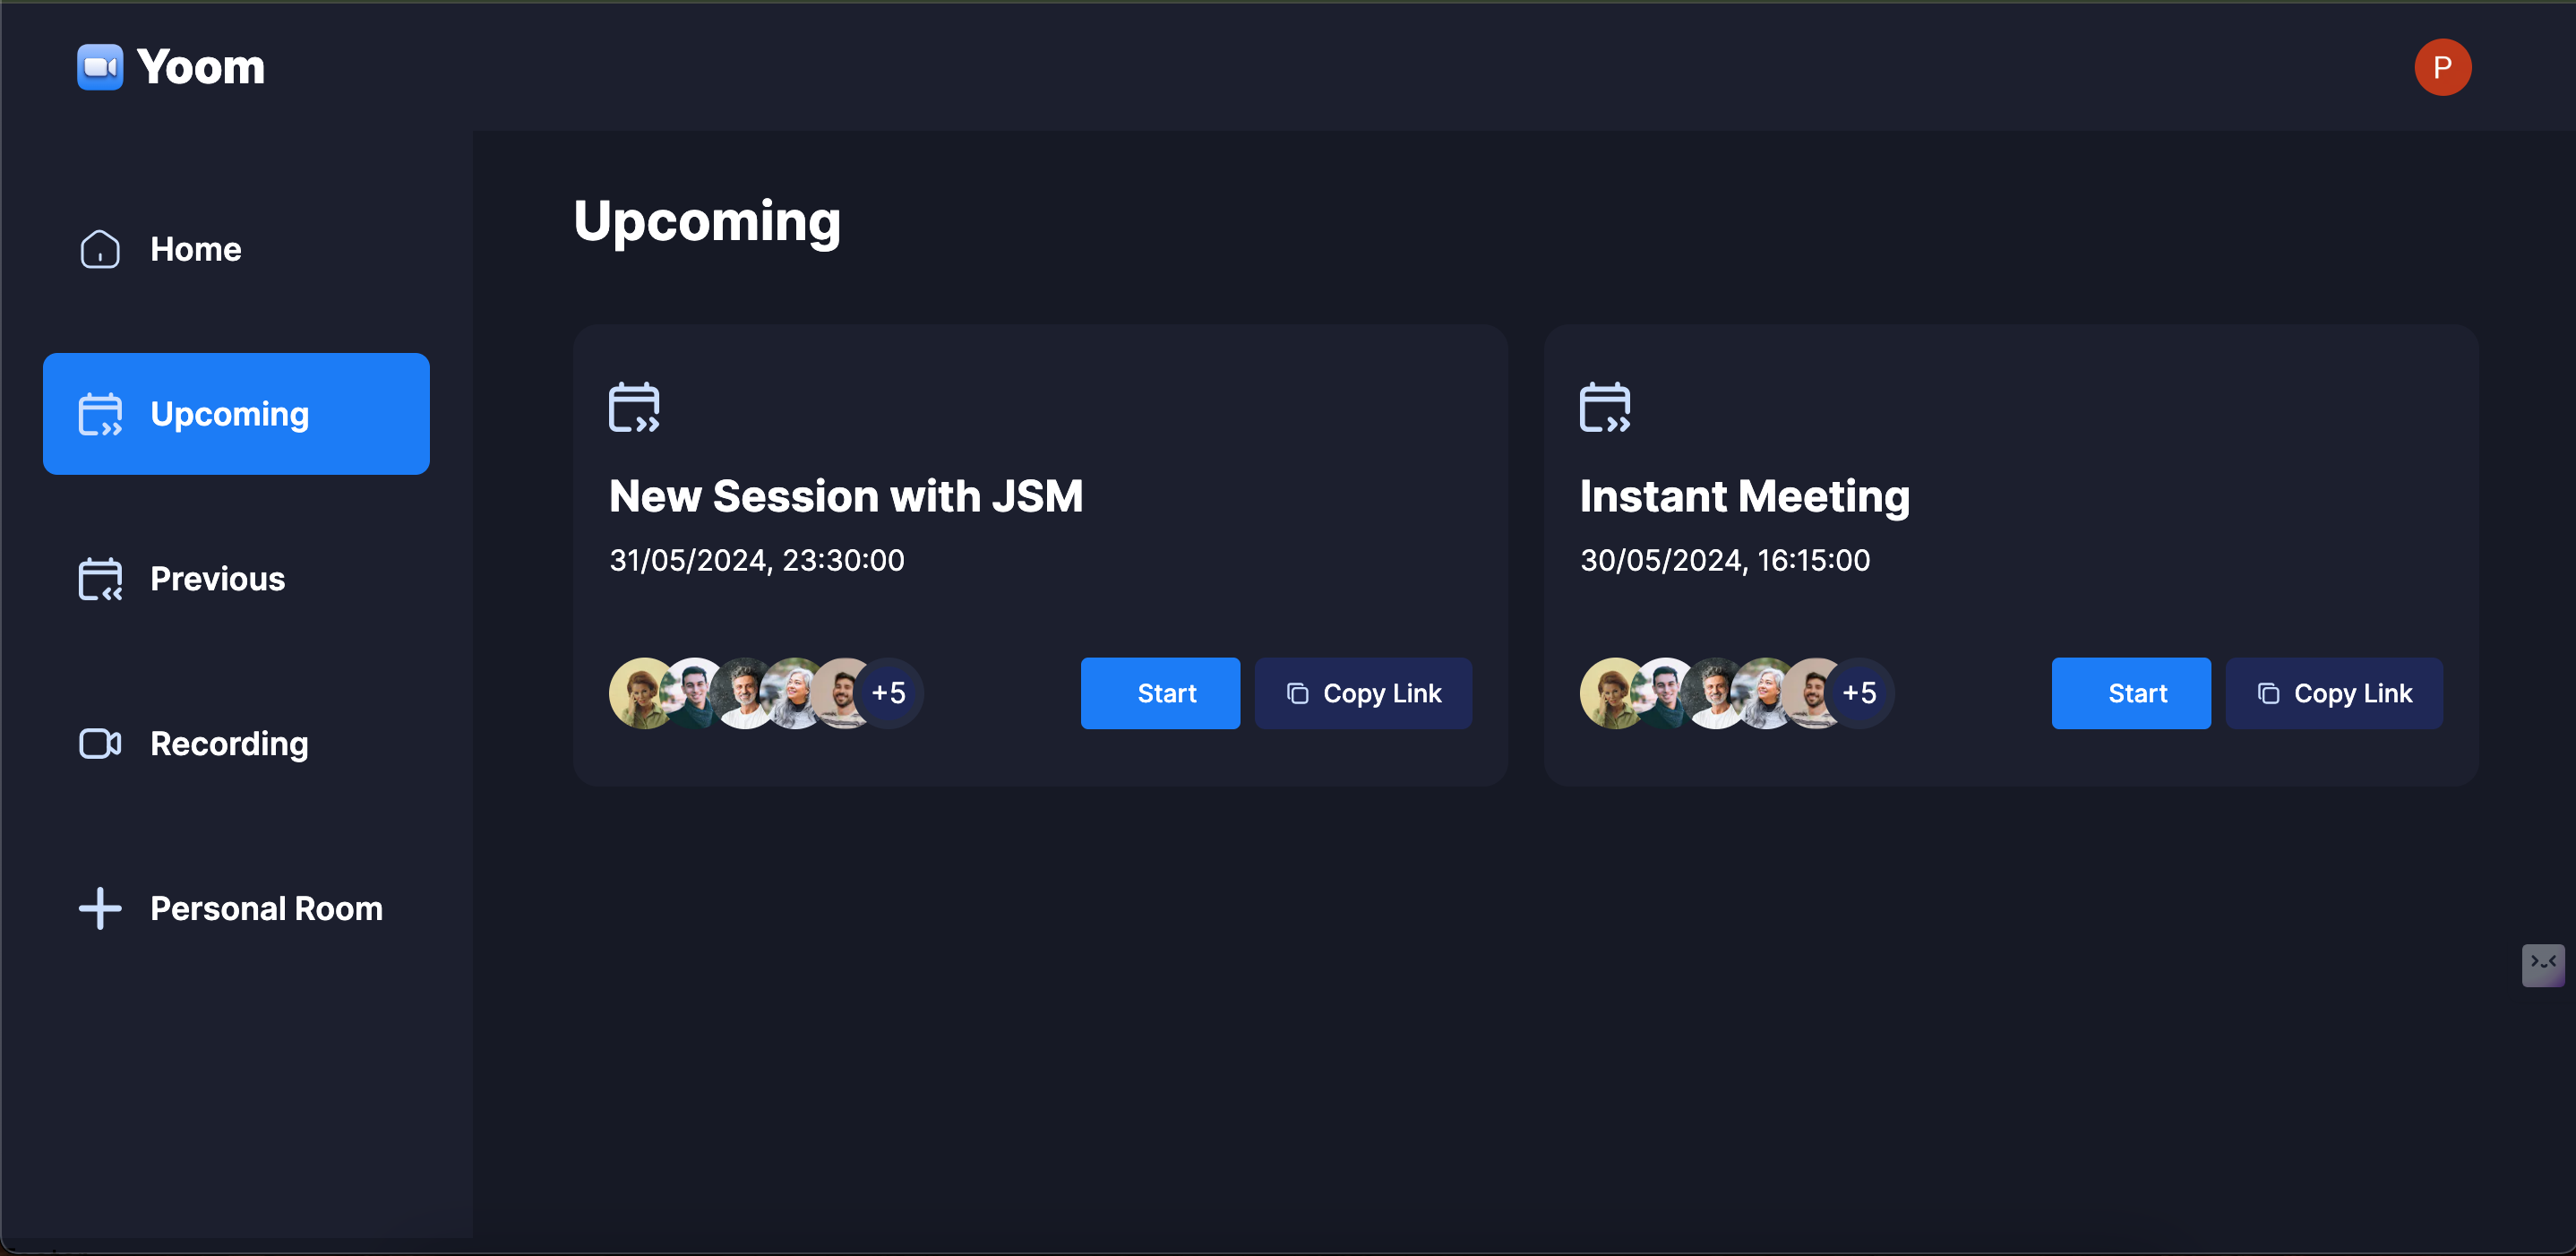 Yoom
P
Home
Upcoming
Previous
Recording
Personal Room
Upcoming
New Session with JSM
31/05/2024, 23:30:00
+5
Start
Copy Link
Instant Meeting
30/05/2024, 16:15:00
+5
Start
Copy Link